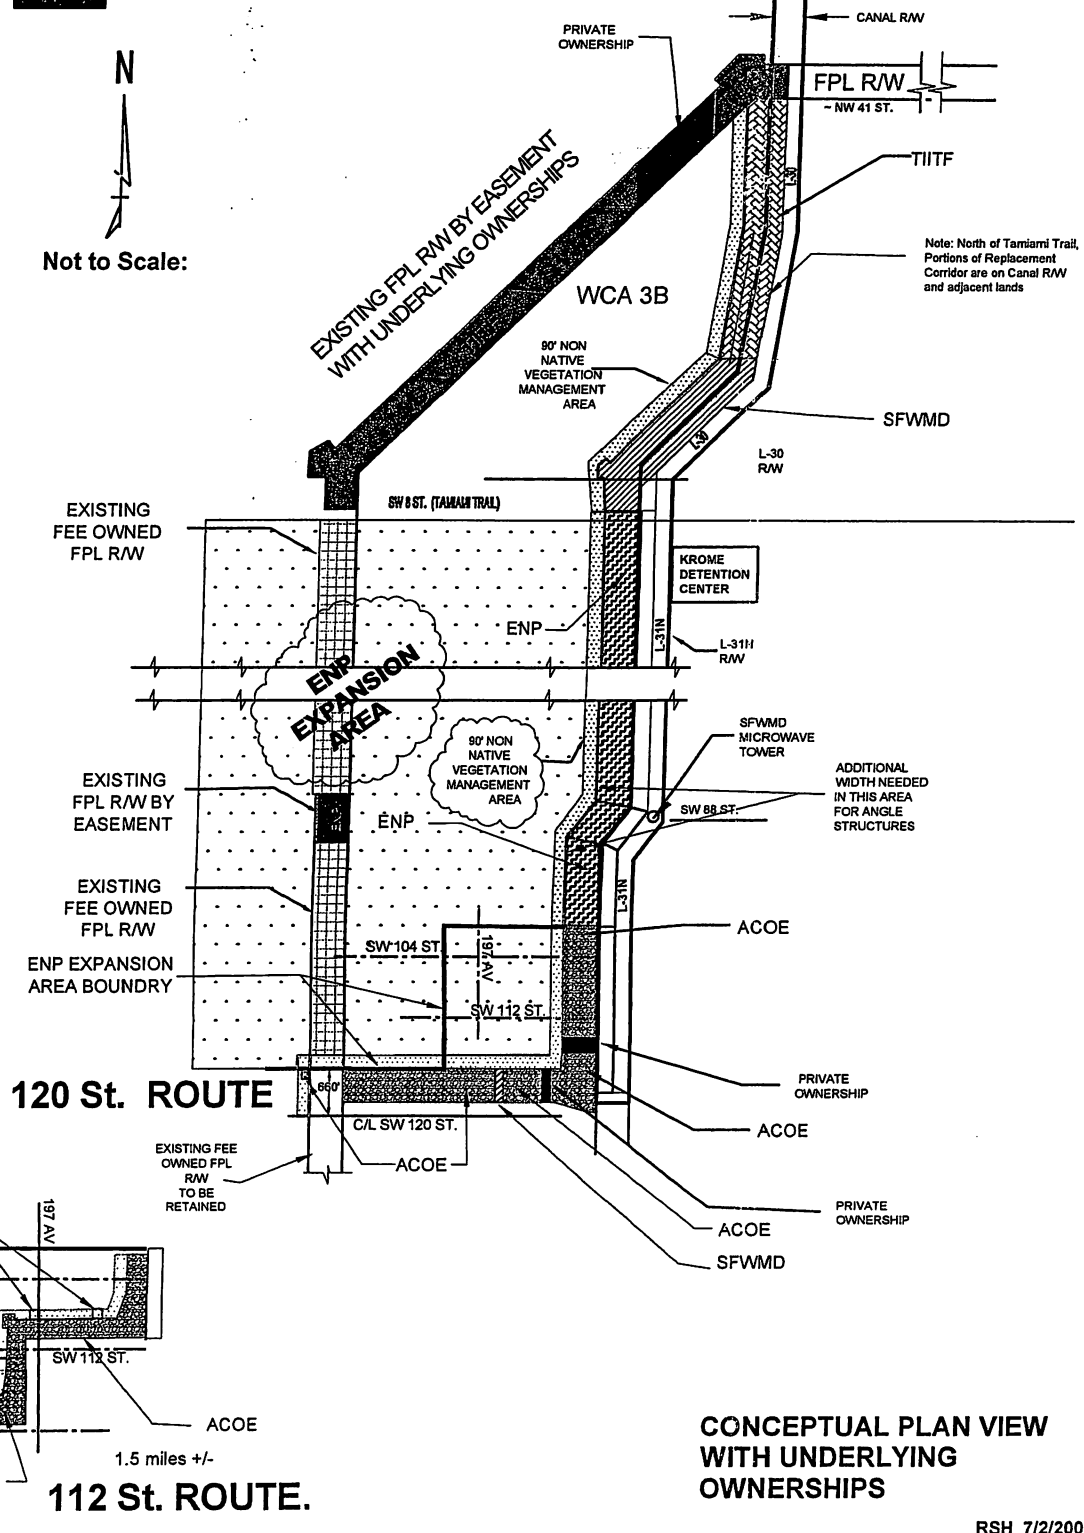 CANAL R/W
PRIVATE
OWNERSHIP
N
FPL R/W
~ NW 41 ST.
TIITF
L-30
EXISTING FPL R/W BY EASEMENT
WITH UNDERLYING OWNERSHIPS
Not to Scale:
Note: North of Tamiami Trail,
Portions of Replacement
Corridor are on Canal R/W
and adjacent lands
WCA 3B
90' NON
NATIVE
VEGETATION
MANAGEMENT
AREA
SFWMD
L-30
L-30
R/W
SW 8 ST. (TAMIAMI TRAIL)
EXISTING
FEE OWNED
FPL R/W
KROME
DETENTION
CENTER
ENP
L-31N
L-31N
R/W
ENP
EXPANSION
AREA
90' NON
NATIVE
VEGETATION
MANAGEMENT
AREA
SFWMD
MICROWAVE
TOWER
ADDITIONAL
WIDTH NEEDED
IN THIS AREA
FOR ANGLE
STRUCTURES
EXISTING
FPL R/W BY
EASEMENT
SW 88 ST.
ENP
EXISTING
FEE OWNED
FPL R/W
L-31N
ACOE
SW 104 ST.
197 AV
ENP EXPANSION
AREA BOUNDRY
SW 112 ST.
120 St. ROUTE
660'
PRIVATE
OWNERSHIP
C/L SW 120 ST.
ACOE
EXISTING FEE
OWNED FPL
R/W
TO BE
RETAINED
ACOE
PRIVATE
OWNERSHIP
ACOE
SFWMD
197 AV
SW 112 ST.
ACOE
1.5 miles +/-
112 St. ROUTE.
CONCEPTUAL PLAN VIEW
WITH UNDERLYING
OWNERSHIPS
RSH 7/2/200